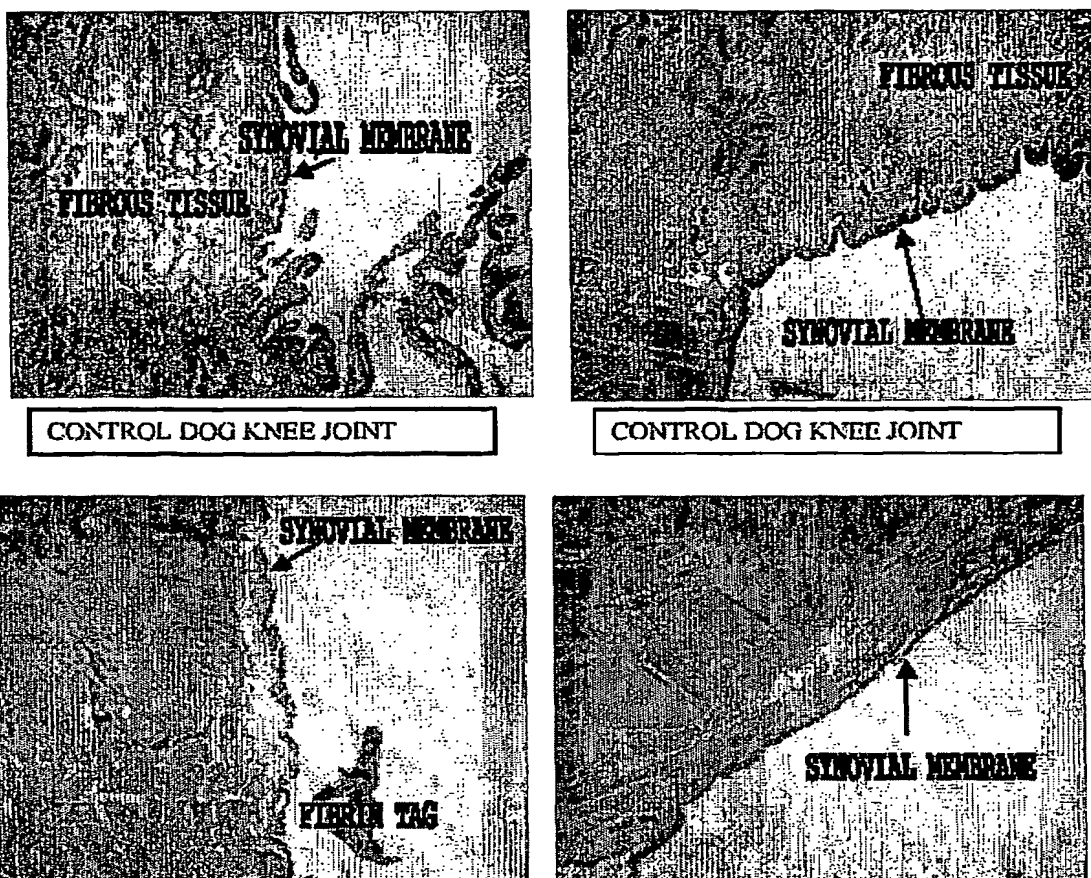 FIBROUS TISSUE
SYNOVIAL MEMBRANE
FIBROUS TISSUE
SYNOVIAL MEMBRANE
CONTROL DOG KNEE JOINT
CONTROL DOG KNEE JOINT
SYNOVIAL MEMBRANE
FIBRIN TAG
SYNOVIAL MEMBRANE